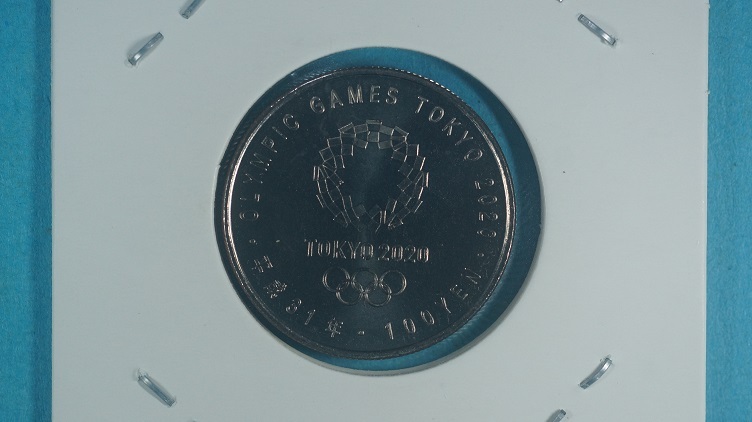 OLYMPIC GAMES TOKYO 2020
TOKYO 2020
平成31年 - 100YEN